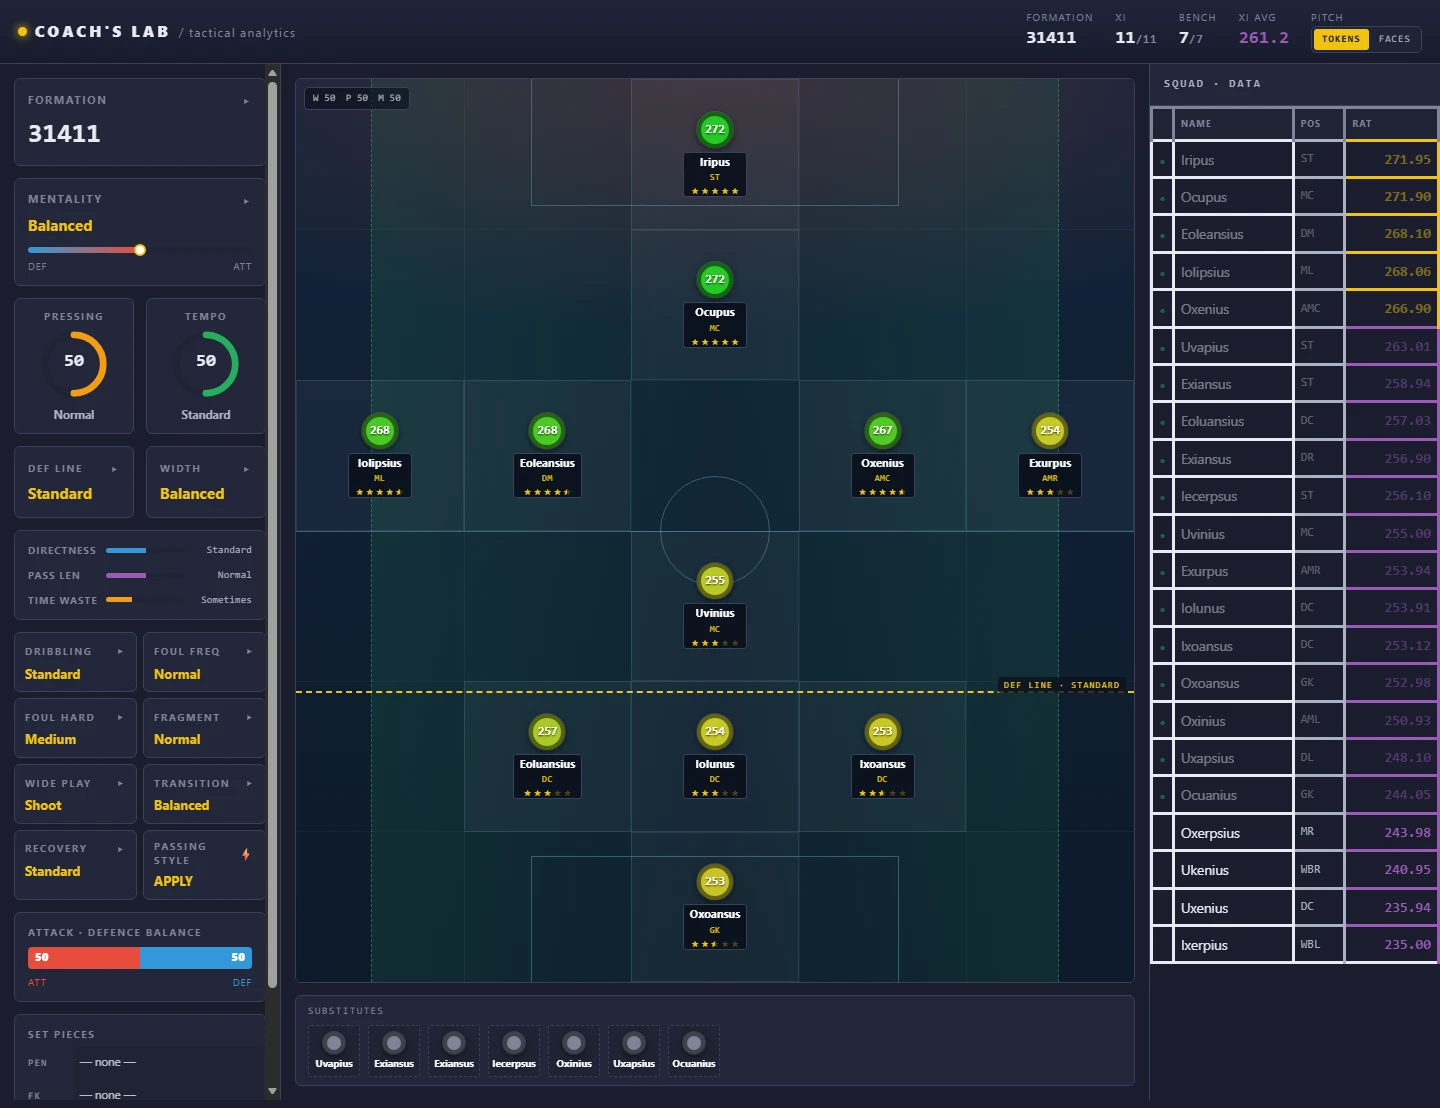 COACH'S LAB / tactical analytics
FORMATION
31411
XI
11/11
BENCH
7/7
XI AVG
261.2
PITCH
TOKENS FACES
FORMATION
31411
MENTALITY
Balanced
DEF ATT
PRESSING
50
Normal
TEMPO
50
Standard
DEF LINE
Standard
WIDTH
Balanced
DIRECTNESS Standard
PASS LEN Normal
TIME WASTE Sometimes
DRIBBLING
Standard
FOUL FREQ
Normal
FOUL HARD
Medium
FRAGMENT
Normal
WIDE PLAY
Shoot
TRANSITION
Balanced
RECOVERY
Standard
PASSING
STYLE
APPLY
ATTACK · DEFENCE BALANCE
50 50
ATT DEF
SET PIECES
PEN — none —
FK — none —
W 50 P 50 M 50
272
Iripus
ST
272
Ocupus
MC
268
Iolipsius
ML
268
Eoleansius
DM
267
Oxenius
AMC
254
Exurpus
AMR
255
Uvinius
MC
DEF LINE · STANDARD
257
Eoluansius
DC
254
Iolunus
DC
253
Ixoansus
DC
253
Oxoansus
GK
SUBSTITUTES
Uvapius Exiansus Exiansus Iecerpsus Oxinius Uxapsius Ocuanius
SQUAD · DATA
NAME POS RAT
Iripus ST 271.95
Ocupus MC 271.90
Eoleansius DM 268.10
Iolipsius ML 268.06
Oxenius AMC 266.90
Uvapius ST 263.01
Exiansus ST 258.94
Eoluansius DC 257.03
Exiansus DR 256.90
Iecerpsus ST 256.10
Uvinius MC 255.00
Exurpus AMR 253.94
Iolunus DC 253.91
Ixoansus DC 253.12
Oxoansus GK 252.98
Oxinius AML 250.93
Uxapsius DL 248.10
Ocuanius GK 244.05
Oxerpsius MR 243.98
Ukenius WBR 240.95
Uxenius DC 235.94
Ixerpius WBL 235.00